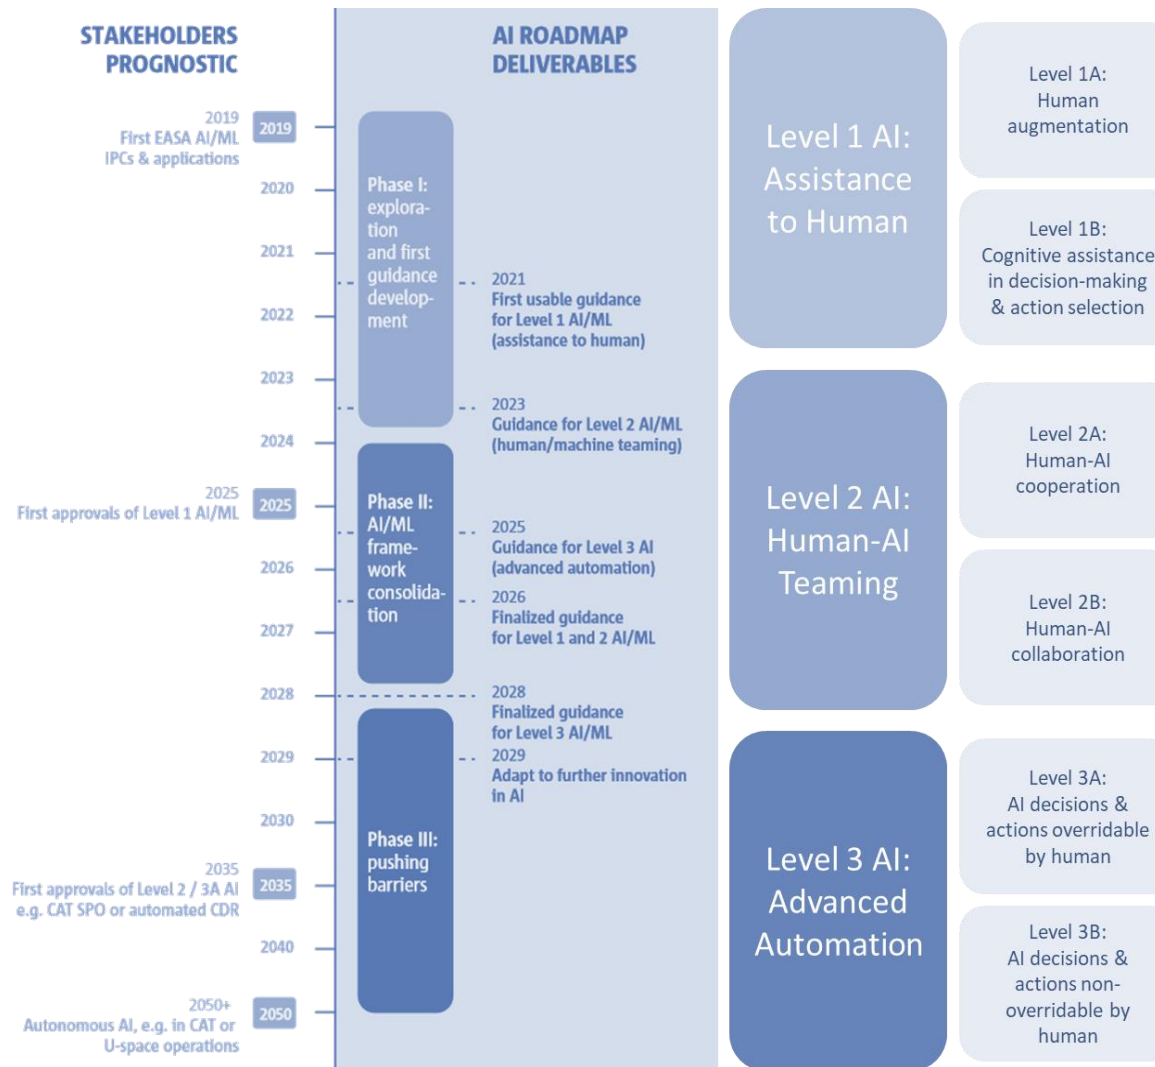 STAKEHOLDERS
PROGNOSTIC
2019
First EASA AI/ML
IPCs & applications
2019
2020
2021
2022
2023
2024
2025
First approvals of Level 1 AI/ML
2025
2026
2027
2028
2029
2030
2035
First approvals of Level 2 / 3A AI
e.g. CAT SPO or automated CDR
2035
2040
2050+
Autonomous AI, e.g. in CAT or
U-space operations
2050
Phase I:
explora-
tion
and first
guidance
develop-
ment
Phase II:
AI/ML
frame-
work
consolida-
tion
Phase III:
pushing
barriers
AI ROADMAP
DELIVERABLES
2021
First usable guidance
for Level 1 AI/ML
(assistance to human)
2023
Guidance for Level 2 AI/ML
(human/machine teaming)
2025
Guidance for Level 3 AI
(advanced automation)
2026
Finalized guidance
for Level 1 and 2 AI/ML
2028
Finalized guidance
for Level 3 AI/ML
2029
Adapt to further innovation
in AI
Level 1 AI:
Assistance
to Human
Level 1A:
Human
augmentation
Level 1B:
Cognitive assistance
in decision-making
& action selection
Level 2 AI:
Human-AI
Teaming
Level 2A:
Human-AI
cooperation
Level 2B:
Human-AI
collaboration
Level 3 AI:
Advanced
Automation
Level 3A:
AI decisions &
actions overridable
by human
Level 3B:
AI decisions &
actions non-
overridable by
human